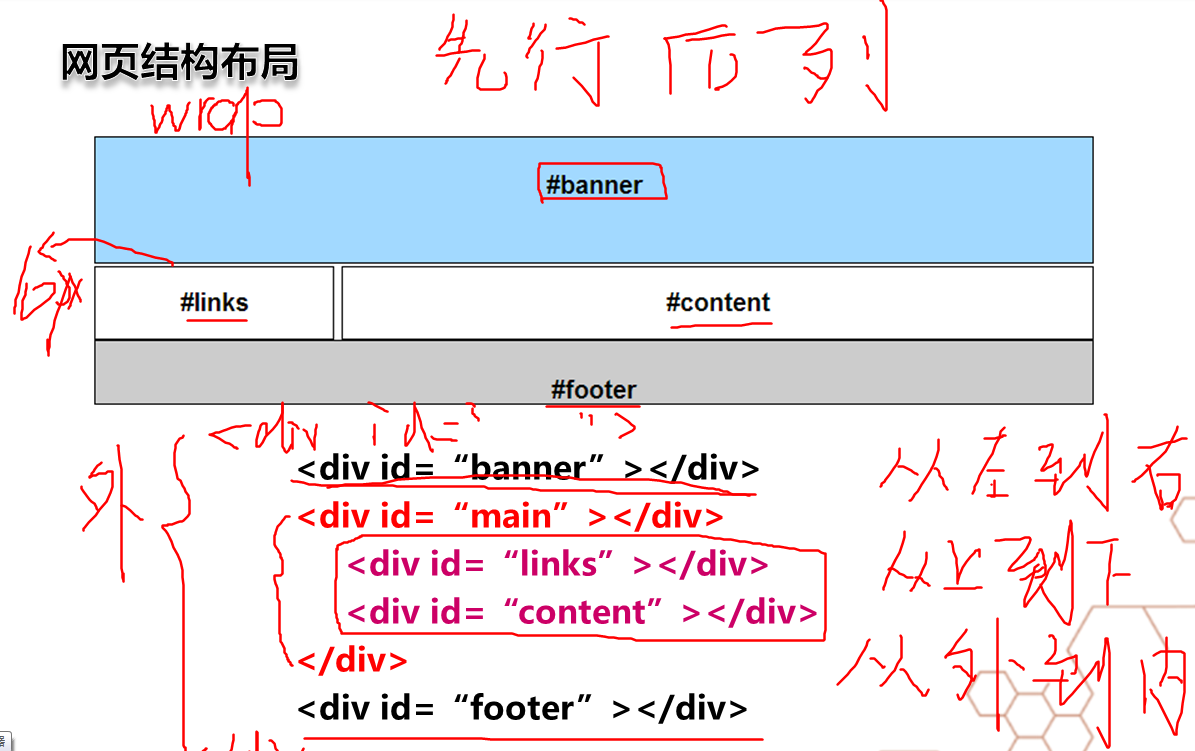 网页结构布局
先行后列
wrap
#banner
#links
#content
#footer
<div id=" ">
外
<div id= “banner” ></div>
<div id= “main” ></div>
<div id= “links” ></div>
<div id= “content” ></div>
</div>
<div id= “footer” ></div>
从左到右
从上到下
从外到内
</div>